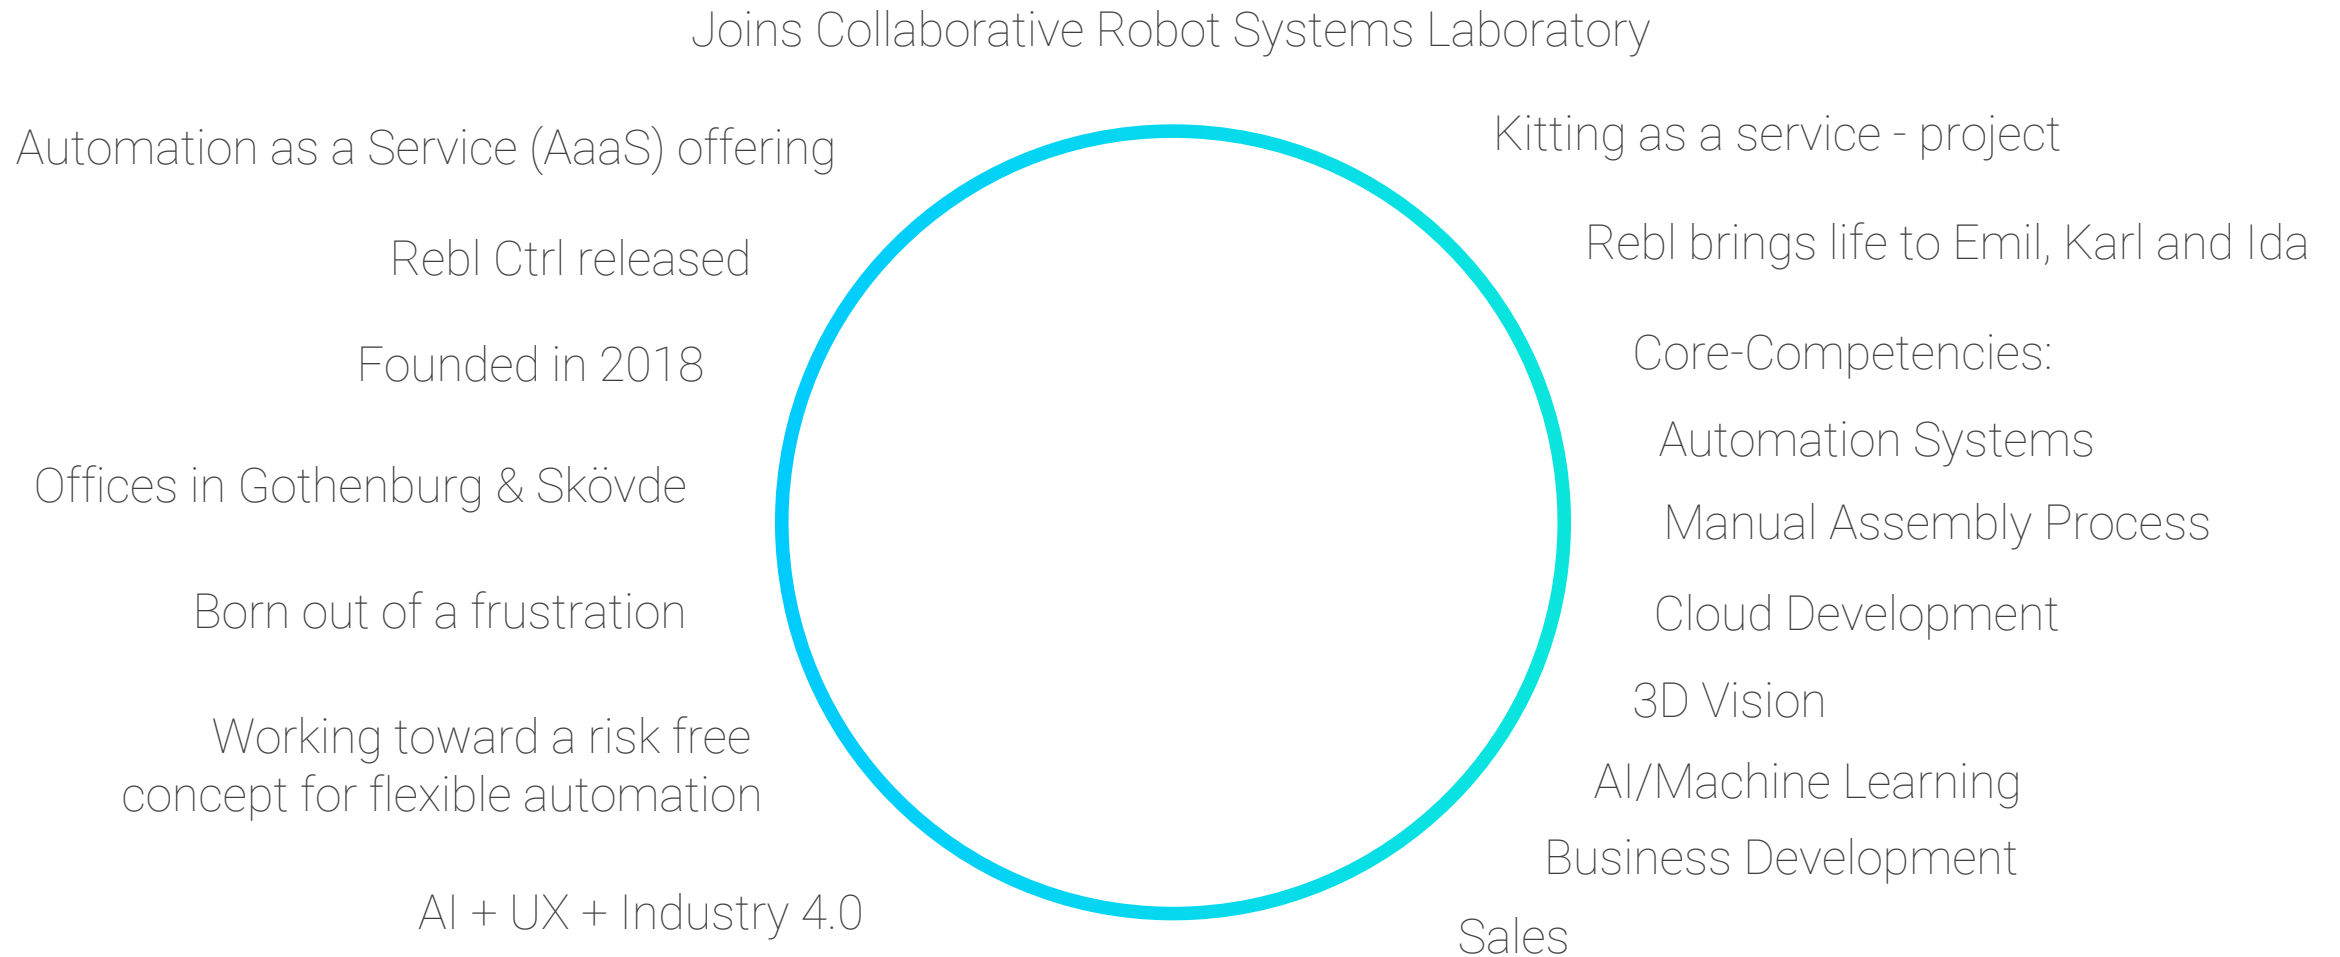 Joins Collaborative Robot Systems Laboratory
Automation as a Service (AaaS) offering
Rebl Ctrl released
Founded in 2018
Offices in Gothenburg & Skövde
Born out of a frustration
Working toward a risk free
concept for flexible automation
AI + UX + Industry 4.0
Kitting as a service - project
Rebl brings life to Emil, Karl and Ida
Core-Competencies:
Automation Systems
Manual Assembly Process
Cloud Development
3D Vision
AI/Machine Learning
Business Development
Sales